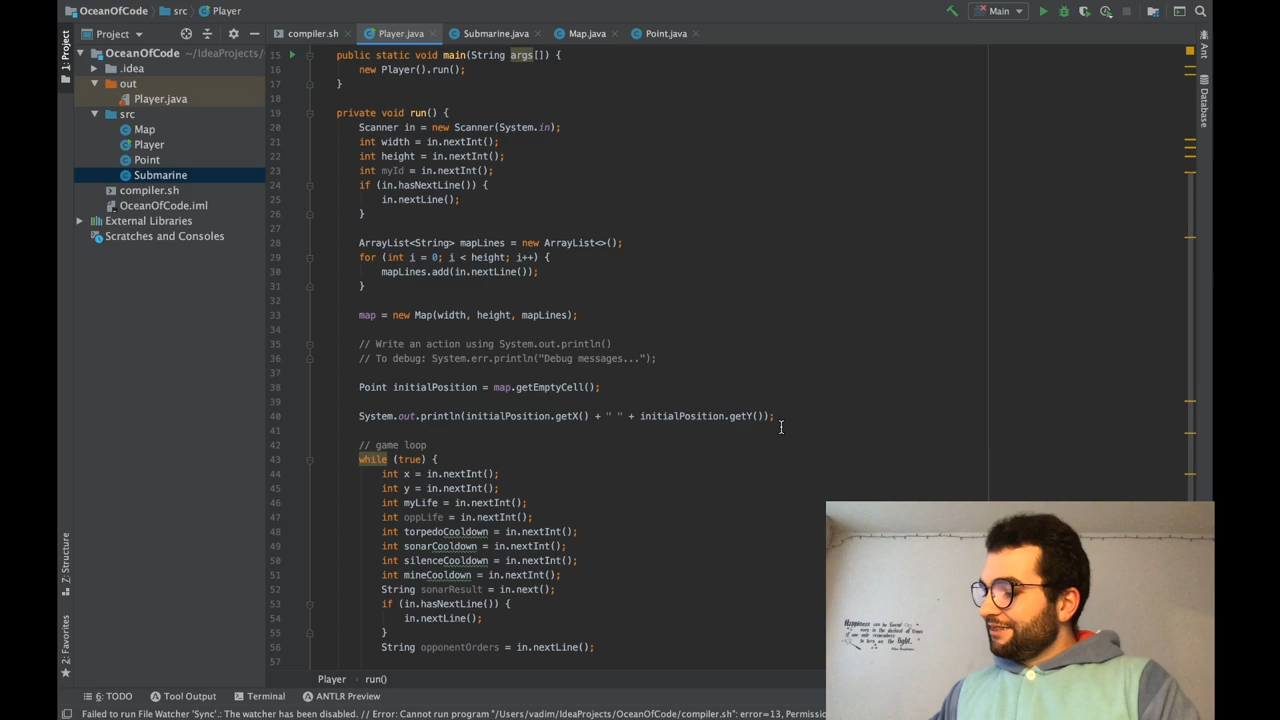 OceanOfCode
src
Player
Main
Project
compiler.sh
Player.java
Submarine.java
Map.java
Point.java
OceanOfCode ~/IdeaProjects/
.idea
out
Player.java
src
Map
Player
Point
Submarine
compiler.sh
OceanOfCode.iml
External Libraries
Scratches and Consoles
1: Project
Z: Structure
2: Favorites
Ant
Database
15 public static void main(String args[]) {
16 new Player().run();
17 }
18
19 private void run() {
20 Scanner in = new Scanner(System.in);
21 int width = in.nextInt();
22 int height = in.nextInt();
23 int myId = in.nextInt();
24 if (in.hasNextLine()) {
25 in.nextLine();
26 }
27
28 ArrayList<String> mapLines = new ArrayList<>();
29 for (int i = 0; i < height; i++) {
30 mapLines.add(in.nextLine());
31 }
32
33 map = new Map(width, height, mapLines);
34
35 // Write an action using System.out.println()
36 // To debug: System.err.println("Debug messages...");
37
38 Point initialPosition = map.getEmptyCell();
39
40 System.out.println(initialPosition.getX() + " " + initialPosition.getY());
41
42 // game loop
43 while (true) {
44 int x = in.nextInt();
45 int y = in.nextInt();
46 int myLife = in.nextInt();
47 int oppLife = in.nextInt();
48 int torpedoCooldown = in.nextInt();
49 int sonarCooldown = in.nextInt();
50 int silenceCooldown = in.nextInt();
51 int mineCooldown = in.nextInt();
52 String sonarResult = in.next();
53 if (in.hasNextLine()) {
54 in.nextLine();
55 }
56 String opponentOrders = in.nextLine();
57
Player
run()
6: TODO
Tool Output
Terminal
ANTLR Preview
Failed to run File Watcher 'Sync'.: The watcher has been disabled. // Error: Cannot run program "/Users/vadim/IdeaProjects/OceanOfCode/compiler.sh": error=13, Permissio